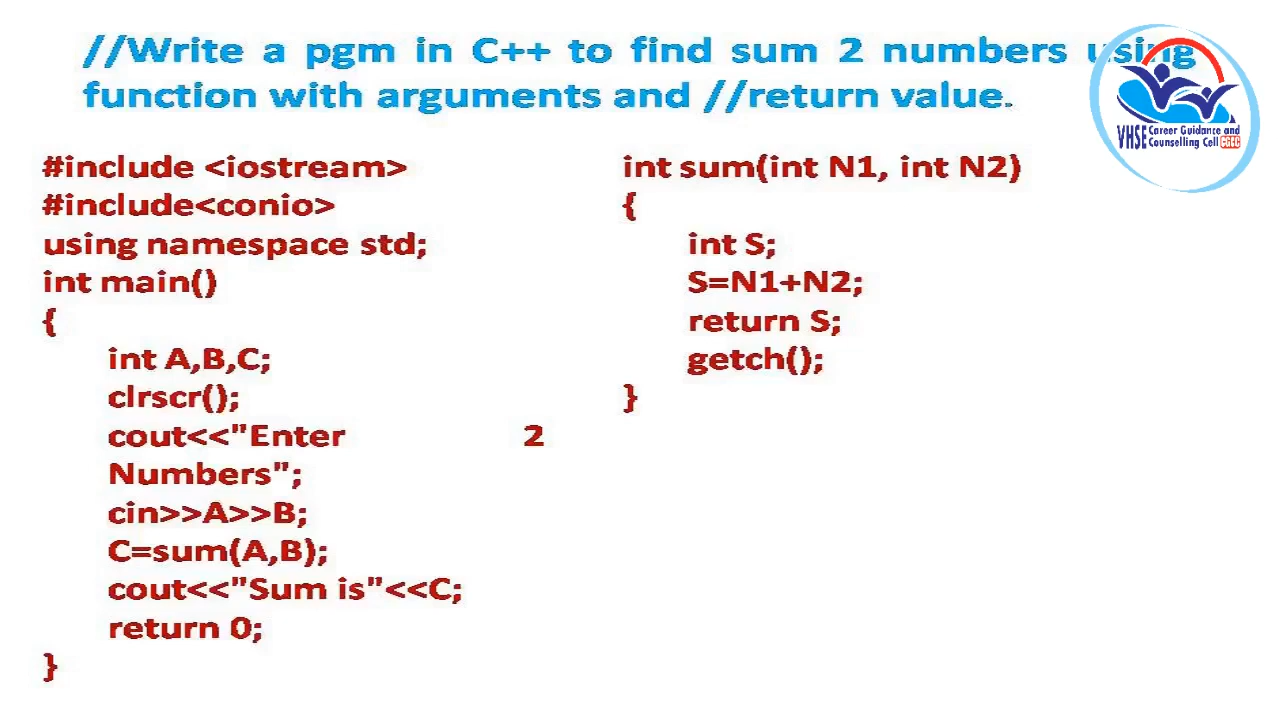 //Write a pgm in C++ to find sum 2 numbers using
function with arguments and //return value.
VHSE Career Guidance and
Counselling Cell CGCC
#include <iostream>
#include<conio>
using namespace std;
int main()
{
int A,B,C;
clrscr();
cout<<"Enter 2
Numbers";
cin>>A>>B;
C=sum(A,B);
cout<<"Sum is"<<C;
return 0;
}
int sum(int N1, int N2)
{
int S;
S=N1+N2;
return S;
getch();
}